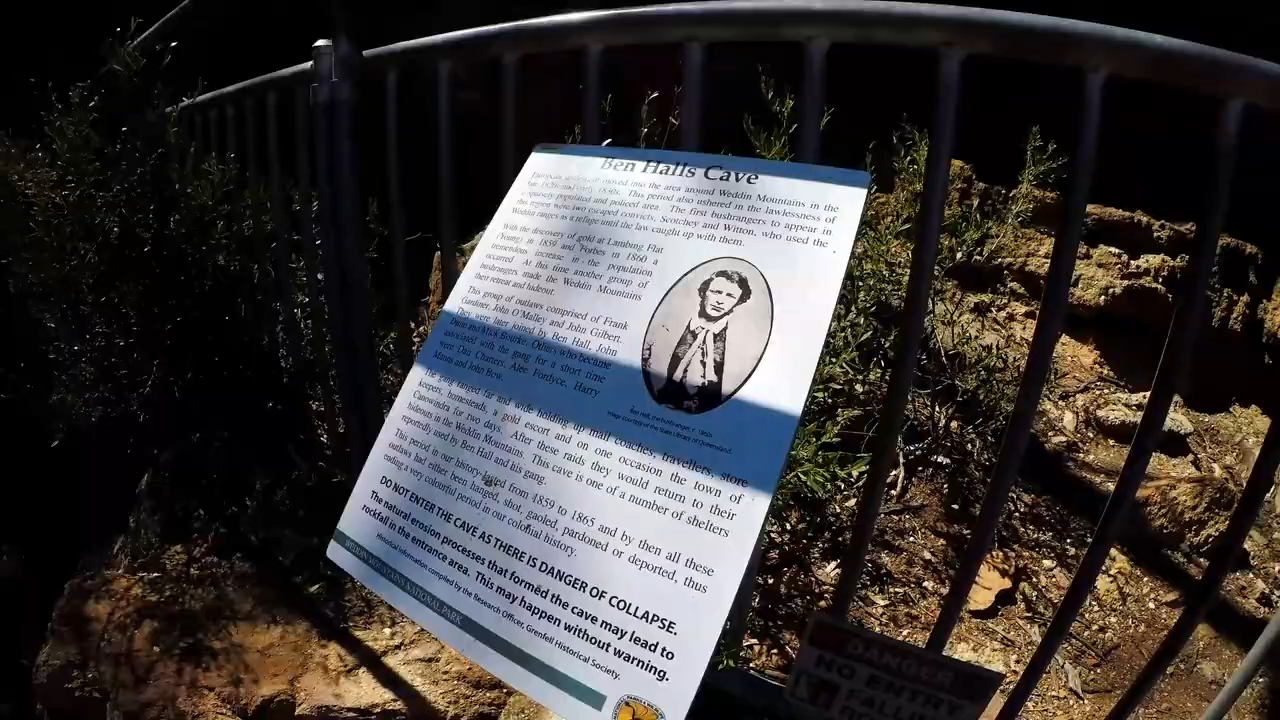 Ben Halls Cave
European settlement moved into the area around Weddin Mountains in the
late 1820s and early 1830s. This period also ushered in the lawlessness of
a sparsely populated and policed area. The first bushrangers to appear in
this region were two escaped convicts, Scotchey and Witton, who used the
Weddin ranges as a refuge until the law caught up with them.
With the discovery of gold at Lambing Flat
(Young) in 1859 and Forbes in 1860 a
tremendous increase in the population
occurred. At this time another group of
bushrangers made the Weddin Mountains
their retreat and hideout.
This group of outlaws comprised of Frank
Gardner, John O'Malley and John Gilbert.
They were later joined by Ben Hall, John
Dunn and Mick Bourke. Others who became
associated with the gang for a short time
were Dan Charters, Alec Fordyce, Harry
Manns and John Bow.
Ben Hall, the bushranger, c. 1860s
Image courtesy of the State Library of Queensland.
The gang ranged far and wide holding up mail coaches, travellers, store
keepers, homesteads, a gold escort and on one occasion the town of
Canowindra for two days. After these raids they would return to their
hideouts in the Weddin Mountains. This cave is one of a number of shelters
reportedly used by Ben Hall and his gang.
This period in our history lasted from 1859 to 1865 and by then all these
outlaws had either been hanged, shot, gaoled, pardoned or deported, thus
ending a very colourful period in our colonial history.
DO NOT ENTER THE CAVE AS THERE IS DANGER OF COLLAPSE.
The natural erosion processes that formed the cave may lead to
rockfall in the entrance area. This may happen without warning.
Historical information compiled by the Research Officer, Grenfell Historical Society.
WEDDIN MOUNTAINS NATIONAL PARK
DANGER
NO ENTRY